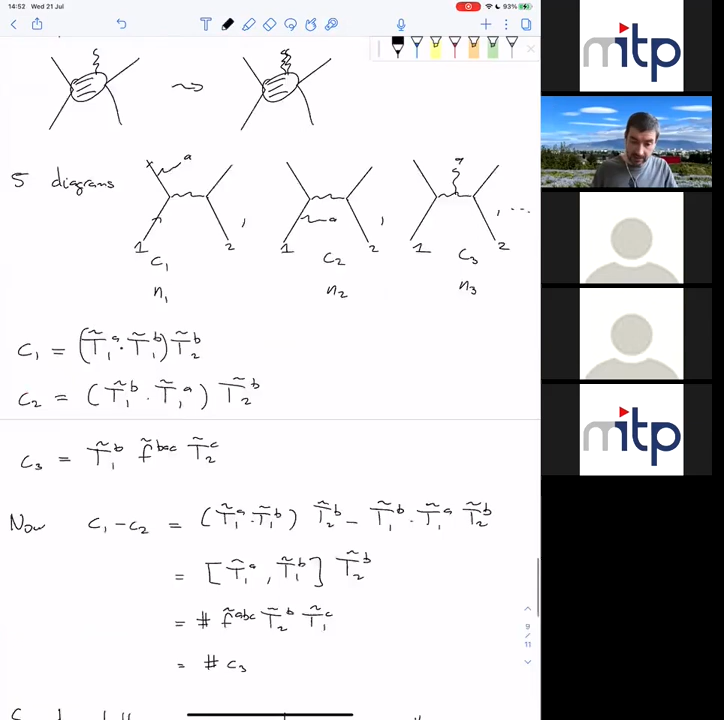 14:52 Wed 21 Jul
93%
mitp
a
5 diagrams
a
a
, , , ...
1 2 1 2 1 2
c₁ c₂ c₃
n₁ n₂ n₃
c₁ = (T̃₁ᵃ · T̃₁ᵇ) T̃₂ᵇ
c₂ = (T̃₁ᵇ · T̃₁ᵃ) T̃₂ᵇ
c₃ = T̃₁ᵇ f̃ᵇᵃᶜ T̃₂ᶜ
Now c₁ - c₂ = (T̃₁ᵃ · T̃₁ᵇ) T̃₂ᵇ - T̃₁ᵇ · T̃₁ᵃ T̃₂ᵇ
= [T̃₁ᵃ, T̃₁ᵇ] T̃₂ᵇ
= # f̃ᵃᵇᶜ T̃₂ᵇ T̃₁ᶜ
= # c₃
9 / 11
mitp